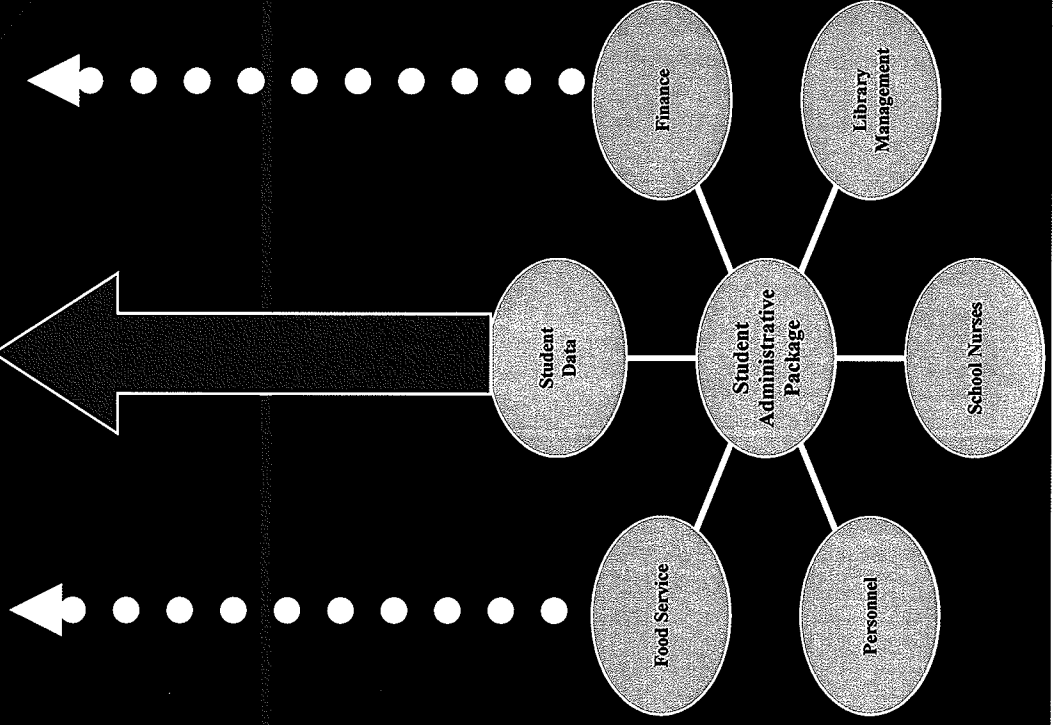 Student
Data
Food Service
Finance
Student
Administrative
Package
Personnel
Library
Management
School Nurses